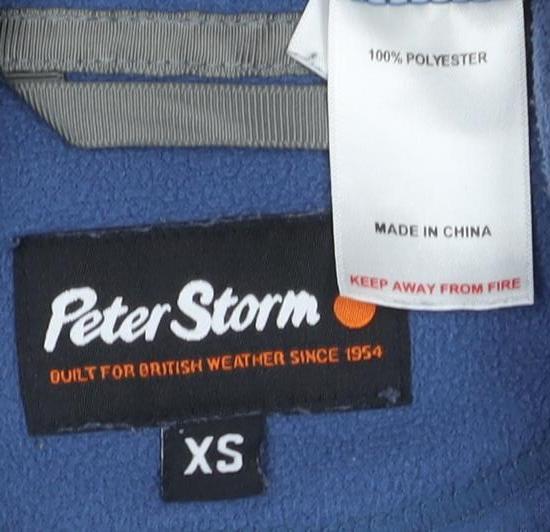 100% POLYESTER
MADE IN CHINA
KEEP AWAY FROM FIRE
Peter Storm
BUILT FOR BRITISH WEATHER SINCE 1954
XS